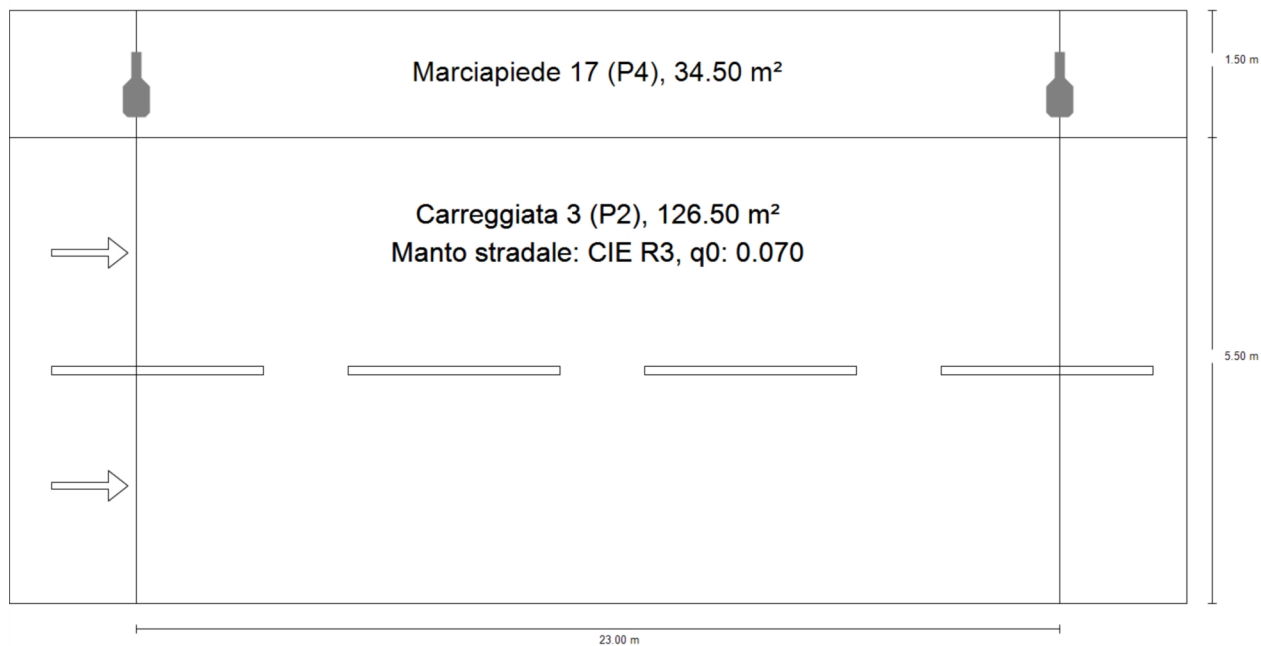 Marciapiede 17 (P4), 34.50 m²
1.50 m
Carreggiata 3 (P2), 126.50 m²
Manto stradale: CIE R3, q0: 0.070
5.50 m
23.00 m